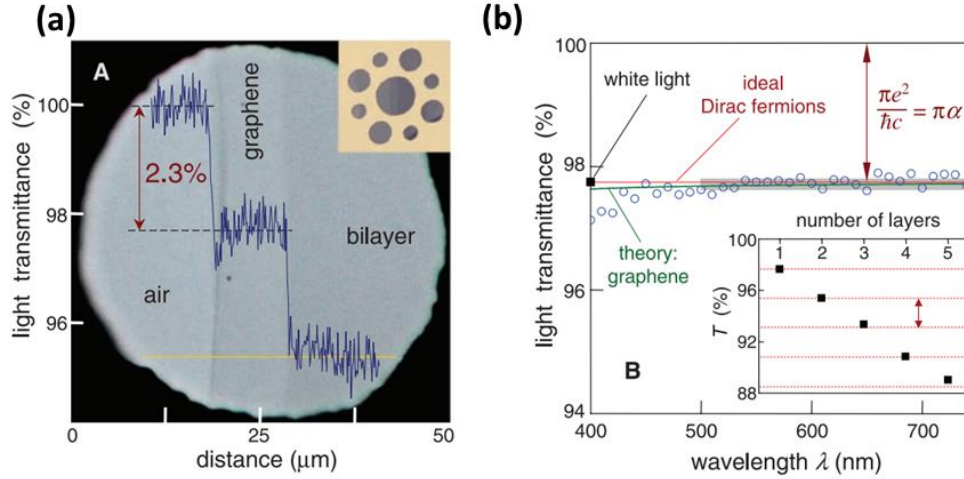 (a)
A
light transmittance (%)
100
98
96
2.3%
graphene
air
bilayer
0
25
50
distance (μm)
(b)
light transmittance (%)
100
98
96
94
white light
ideal
Dirac fermions
πe²/ħc = πα
theory:
graphene
B
number of layers
1 2 3 4 5
T (%)
100
96
92
88
400 500 600 700
wavelength λ (nm)